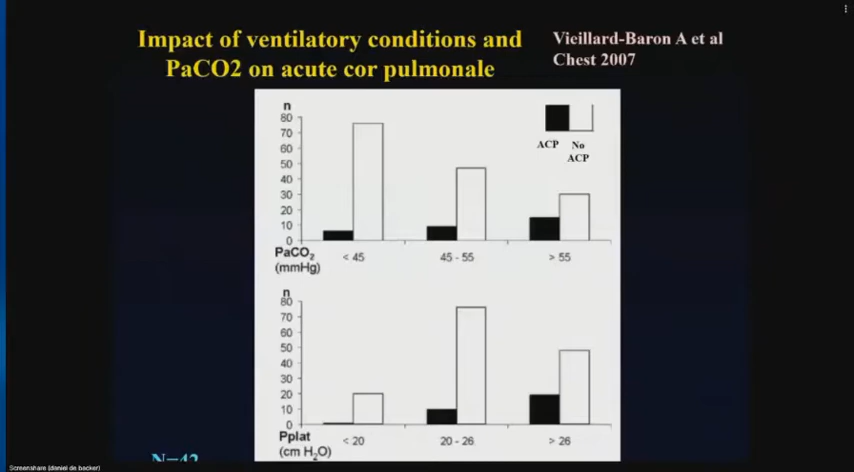 Impact of ventilatory conditions and
PaCO2 on acute cor pulmonale
Vieillard-Baron A et al
Chest 2007
n
80
70
60
50
40
30
20
10
0
ACP No
ACP
PaCO2
(mmHg)
< 45
45 - 55
> 55
n
80
70
60
50
40
30
20
10
0
Pplat
(cm H2O)
< 20
20 - 26
> 26
N=42
Screenshare (daniel de backer)